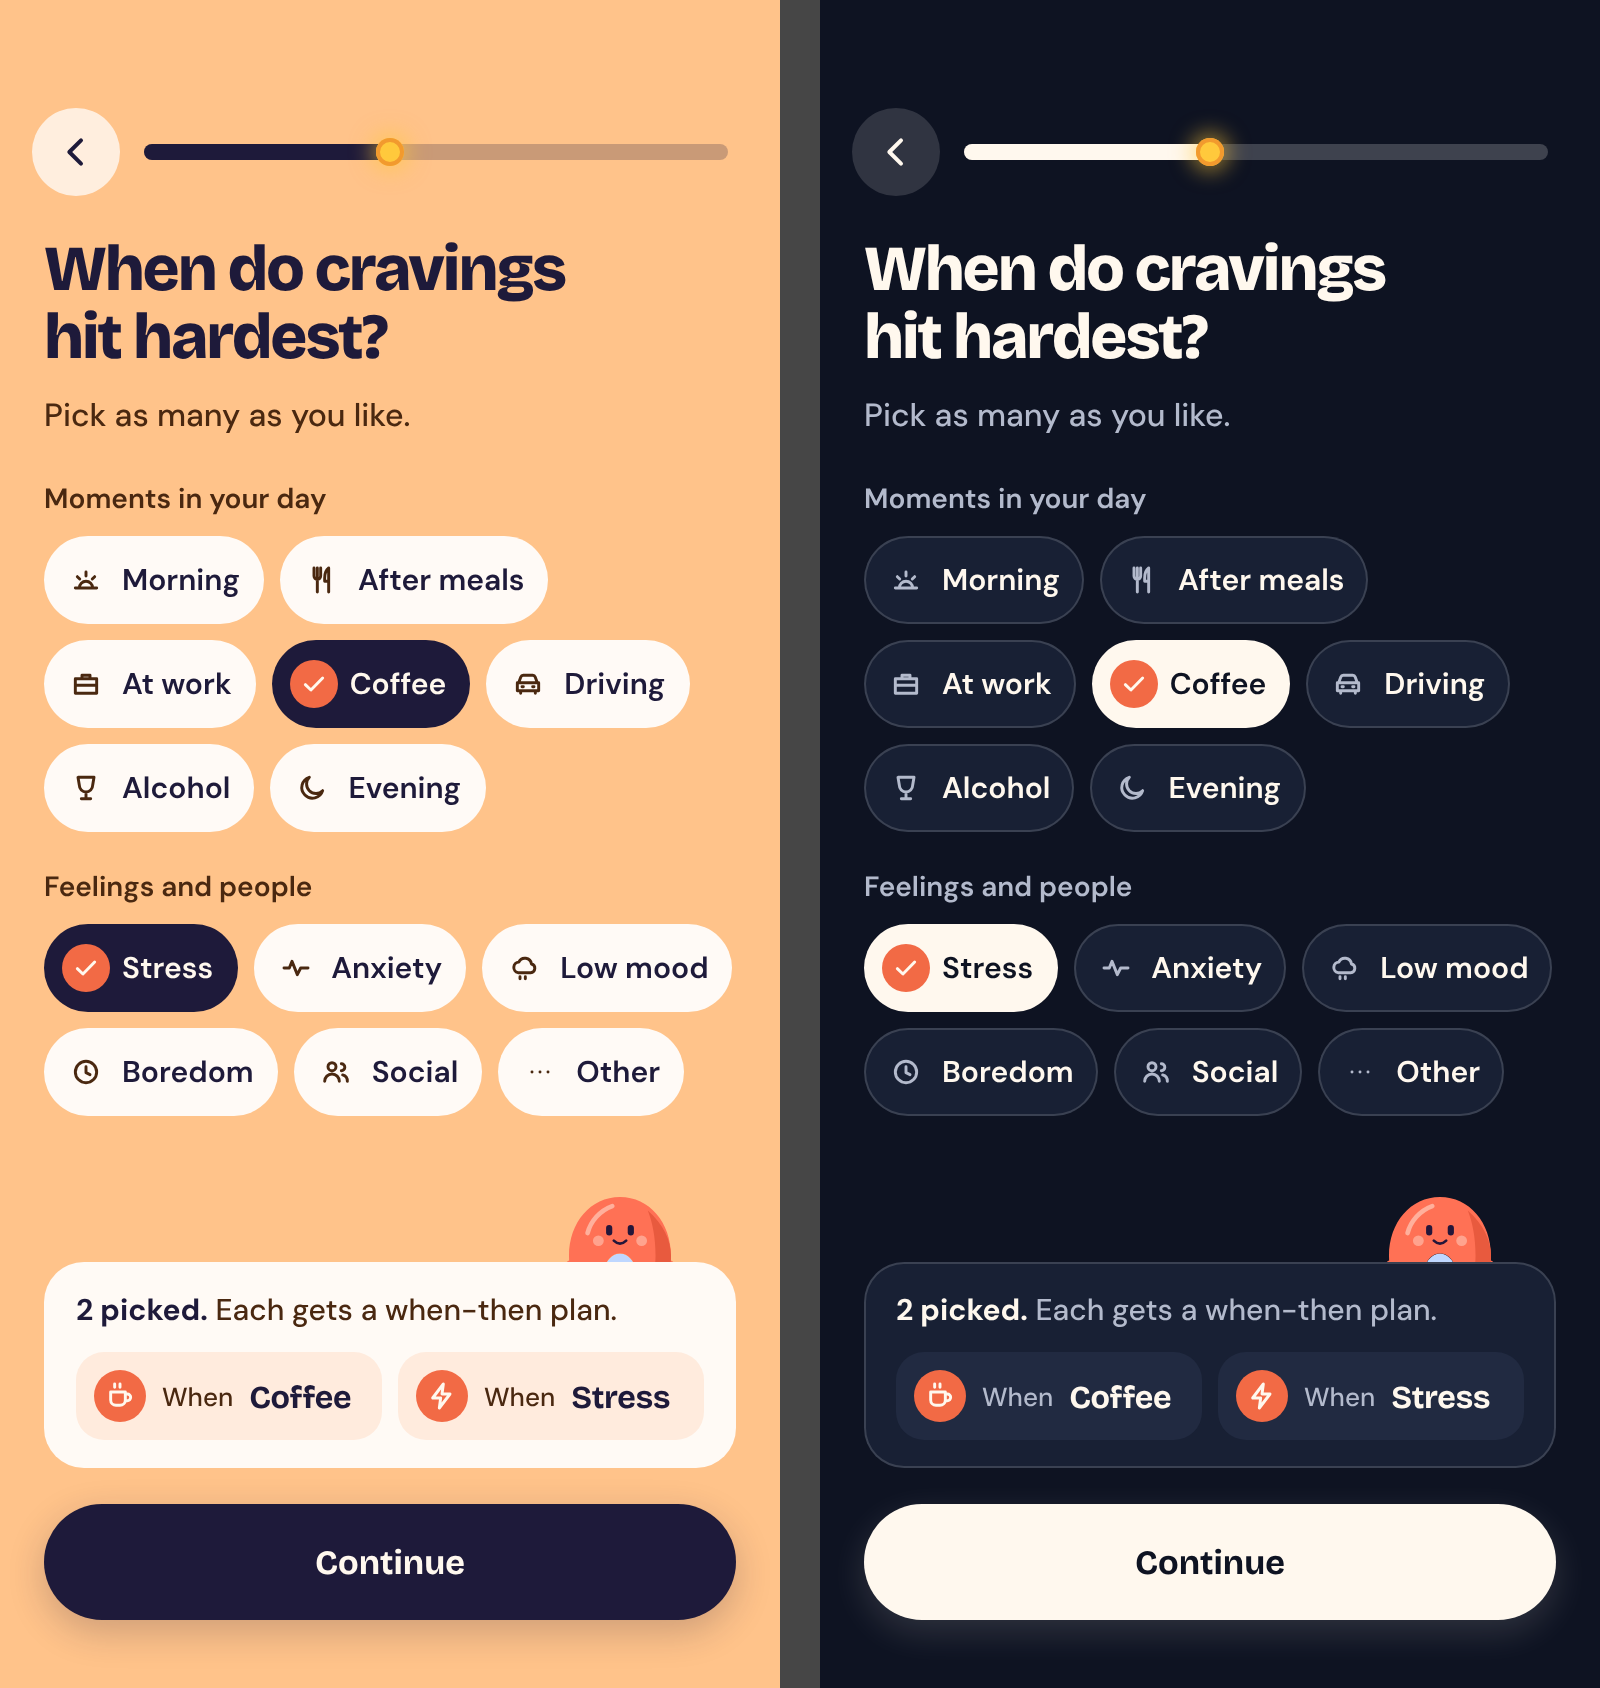 When do cravings
hit hardest?
Pick as many as you like.
Moments in your day
Morning
After meals
At work
Coffee
Driving
Alcohol
Evening
Feelings and people
Stress
Anxiety
Low mood
Boredom
Social
Other
2 picked. Each gets a when-then plan.
When Coffee
When Stress
Continue
When do cravings
hit hardest?
Pick as many as you like.
Moments in your day
Morning
After meals
At work
Coffee
Driving
Alcohol
Evening
Feelings and people
Stress
Anxiety
Low mood
Boredom
Social
Other
2 picked. Each gets a when-then plan.
When Coffee
When Stress
Continue